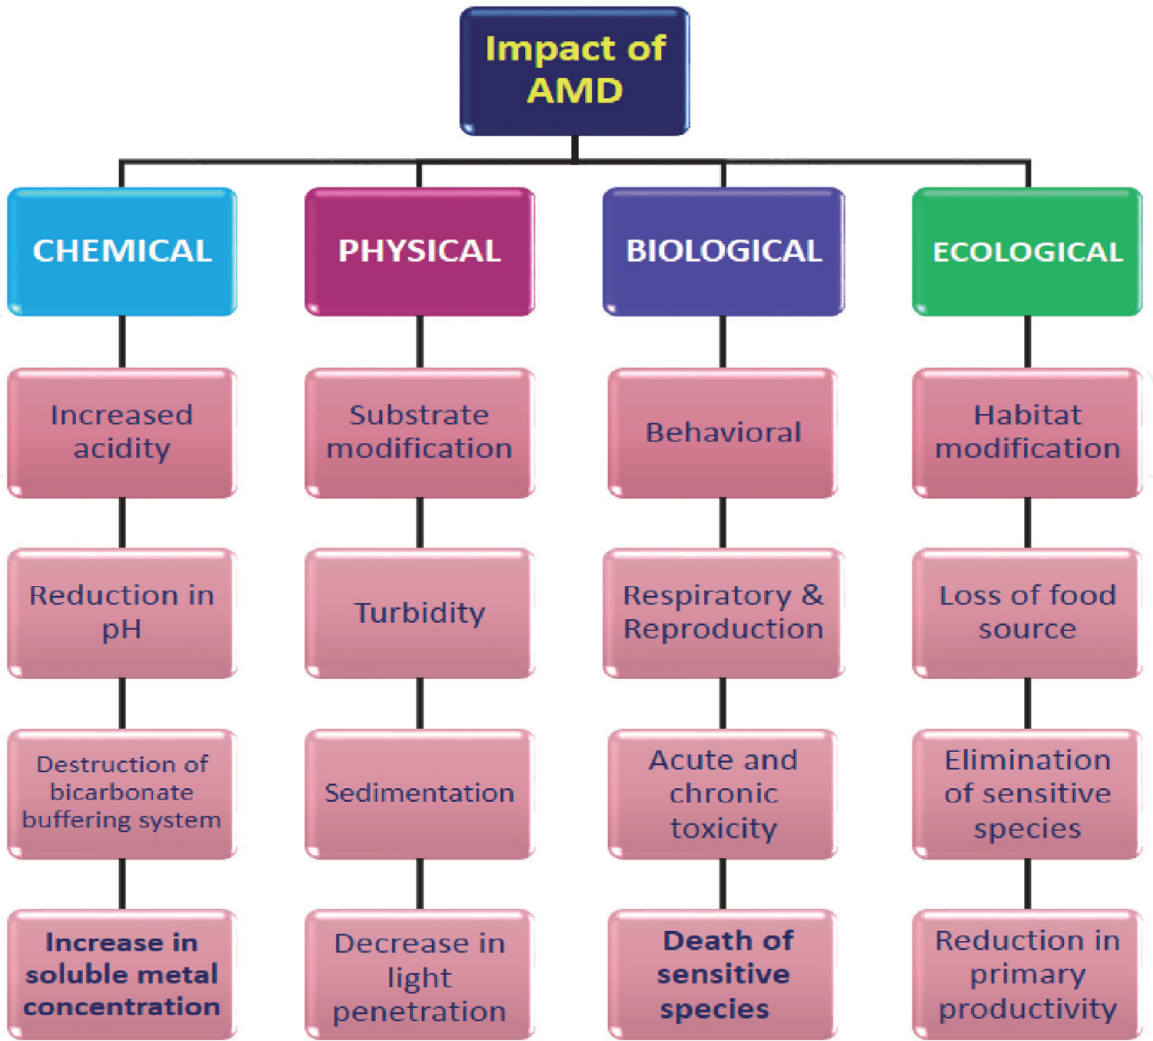 Impact of
AMD
CHEMICAL
PHYSICAL
BIOLOGICAL
ECOLOGICAL
Increased
acidity
Substrate
modification
Behavioral
Habitat
modification
Reduction in
pH
Turbidity
Respiratory &
Reproduction
Loss of food
source
Destruction of
bicarbonate
buffering system
Sedimentation
Acute and
chronic
toxicity
Elimination
of sensitive
species
Increase in
soluble metal
concentration
Decrease in
light
penetration
Death of
sensitive
species
Reduction in
primary
productivity